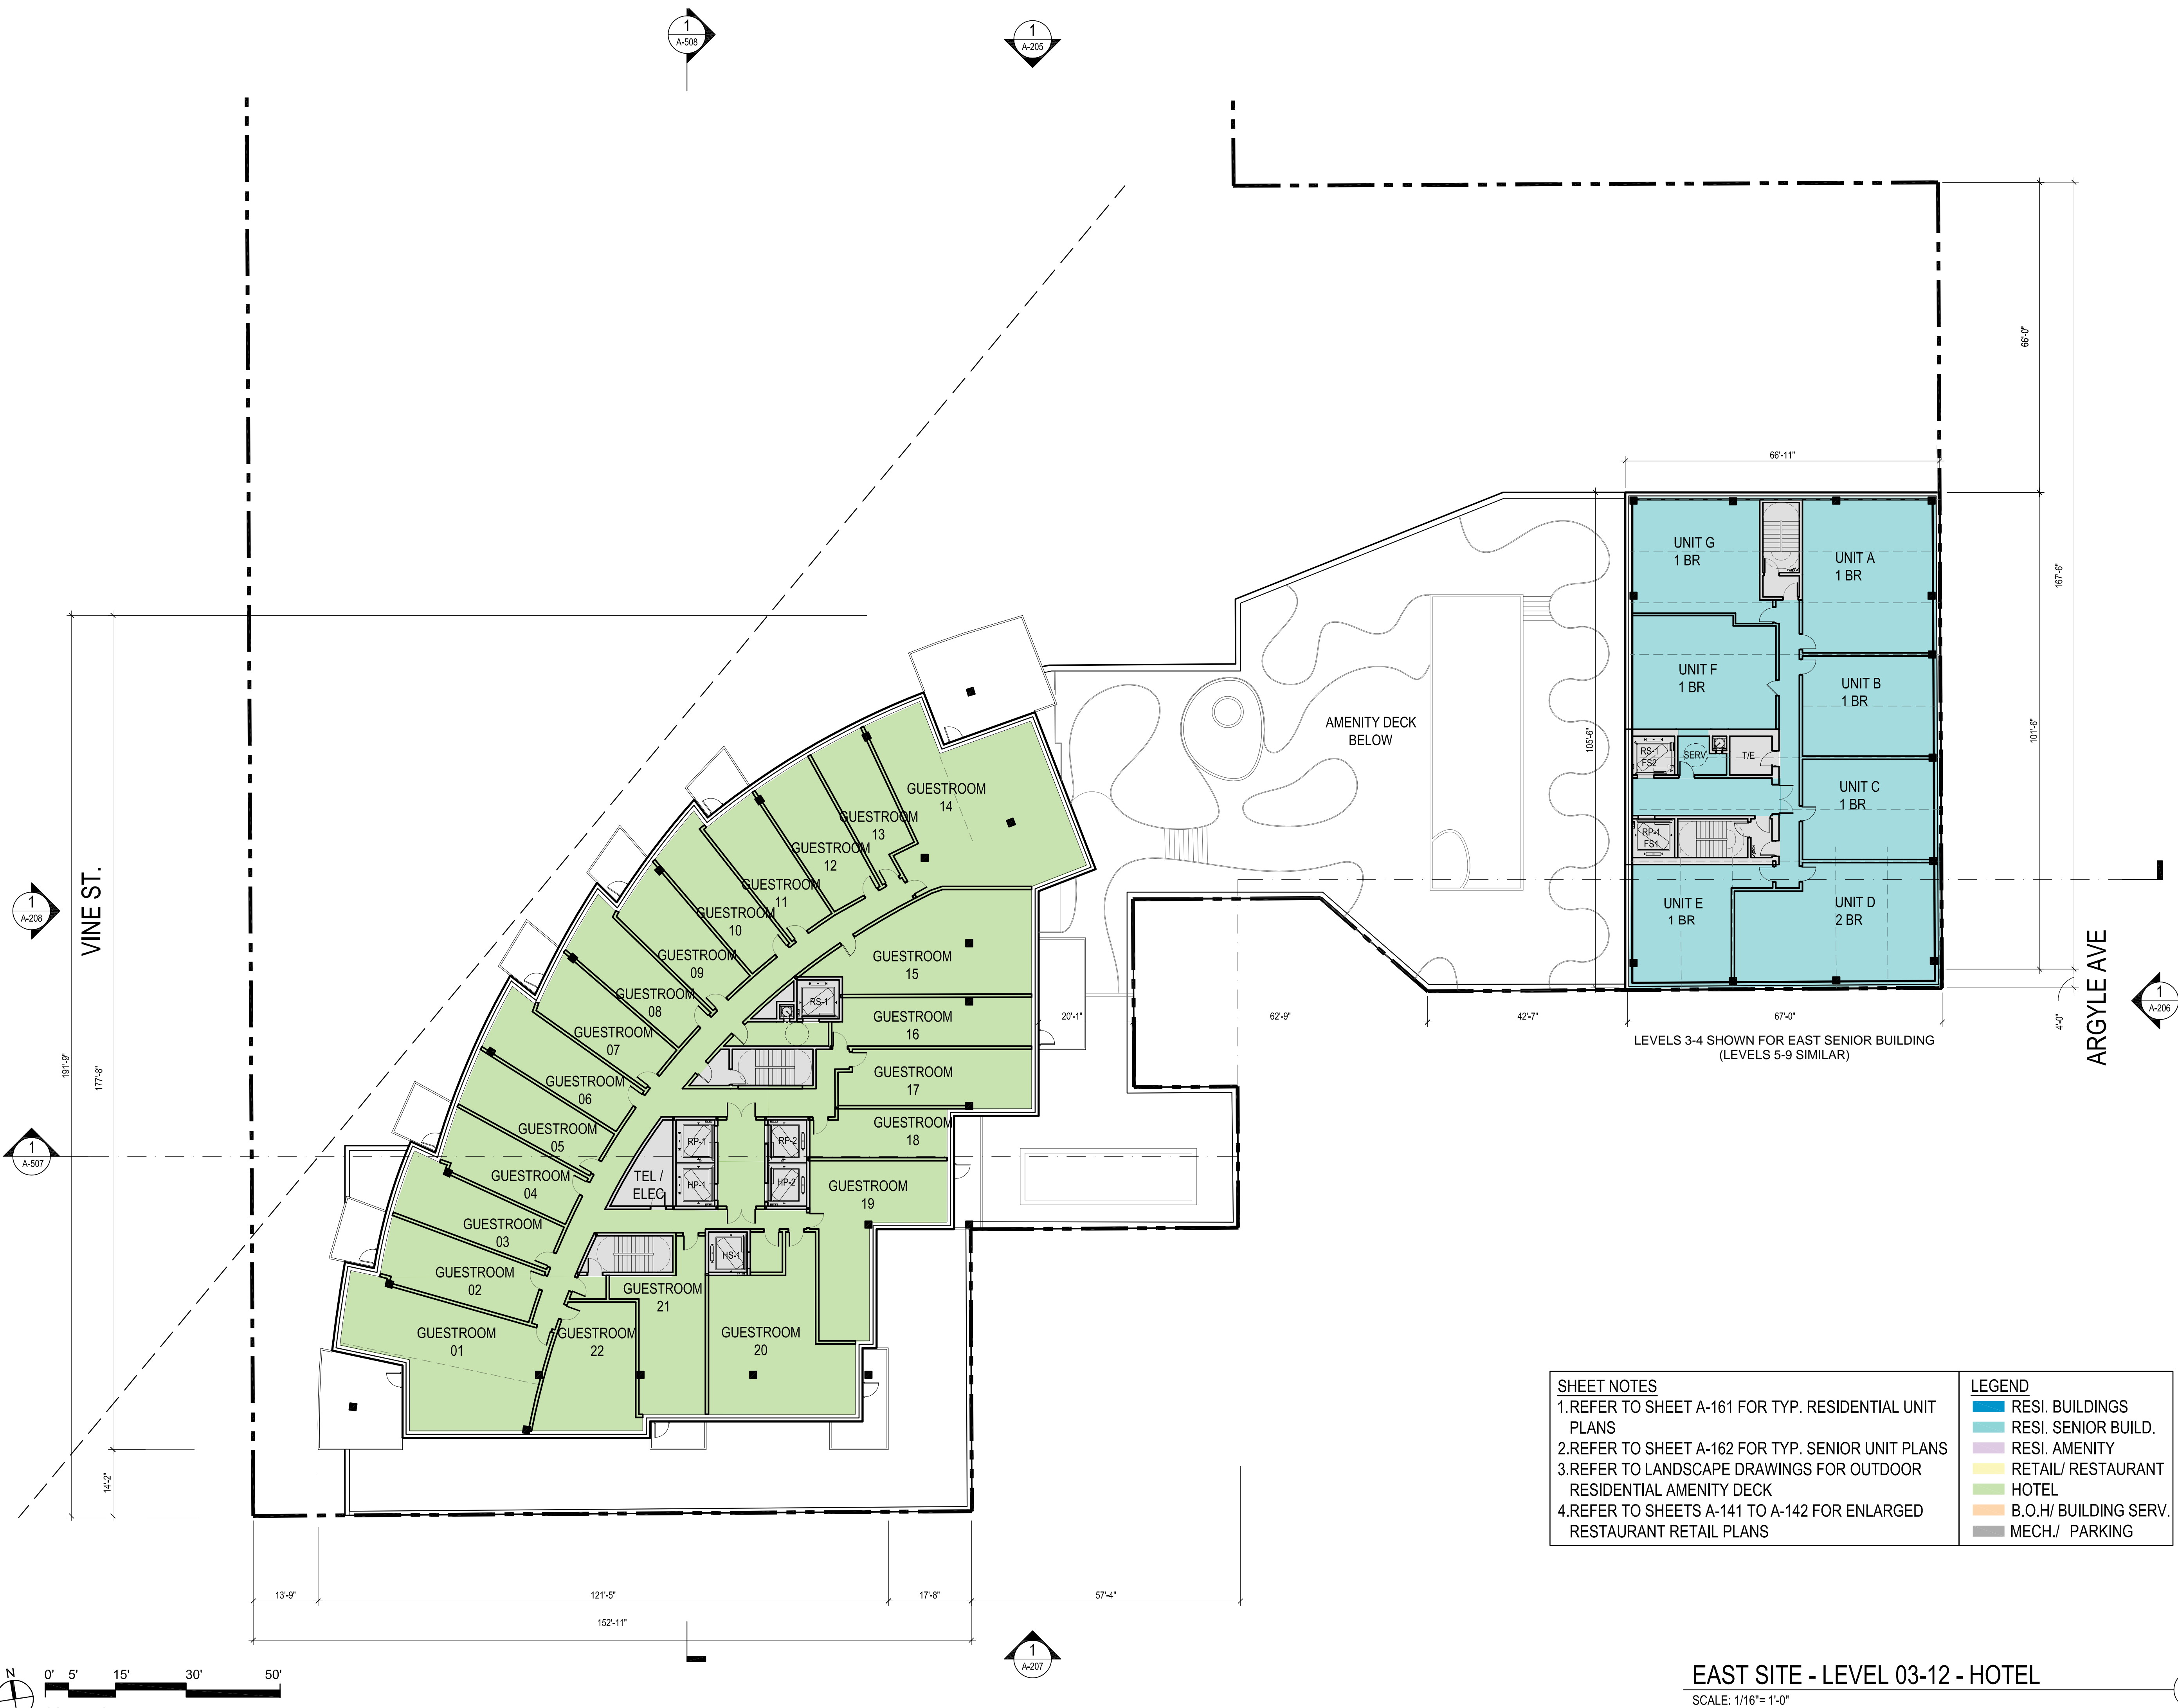 1
A-508
1
A-205
66'-0"
66'-11"
167'-6"
101'-6"
105'-6"
UNIT G
1 BR
UNIT A
1 BR
UNIT F
1 BR
UNIT B
1 BR
RS-1
FS2
SERV
T/E
UNIT C
1 BR
RP-1
FS1
UNIT E
1 BR
UNIT D
2 BR
AMENITY DECK
BELOW
191'-9"
177'-8"
VINE ST.
1
A-208
GUESTROOM
14
GUESTROOM
13
GUESTROOM
12
GUESTROOM
11
GUESTROOM
10
GUESTROOM
09
GUESTROOM
08
GUESTROOM
07
GUESTROOM
06
GUESTROOM
05
GUESTROOM
04
GUESTROOM
03
GUESTROOM
02
GUESTROOM
01
GUESTROOM
15
RS-1
GUESTROOM
16
GUESTROOM
17
GUESTROOM
18
GUESTROOM
19
RP-1
RP-2
HP-1
HP-2
TEL /
ELEC
HS-1
GUESTROOM
21
GUESTROOM
22
GUESTROOM
20
20'-1"
62'-9"
42'-7"
67'-0"
4'-0"
ARGYLE AVE
1
A-206
LEVELS 3-4 SHOWN FOR EAST SENIOR BUILDING
(LEVELS 5-9 SIMILAR)
1
A-507
14'-2"
13'-9"
121'-5"
17'-8"
57'-4"
152'-11"
1
A-207
SHEET NOTES
1.REFER TO SHEET A-161 FOR TYP. RESIDENTIAL UNIT
PLANS
2.REFER TO SHEET A-162 FOR TYP. SENIOR UNIT PLANS
3.REFER TO LANDSCAPE DRAWINGS FOR OUTDOOR
RESIDENTIAL AMENITY DECK
4.REFER TO SHEETS A-141 TO A-142 FOR ENLARGED
RESTAURANT RETAIL PLANS
LEGEND
RESI. BUILDINGS
RESI. SENIOR BUILD.
RESI. AMENITY
RETAIL/ RESTAURANT
HOTEL
B.O.H/ BUILDING SERV.
MECH./ PARKING
N
0' 5' 15' 30' 50'
EAST SITE - LEVEL 03-12 - HOTEL
SCALE: 1/16"= 1'-0"